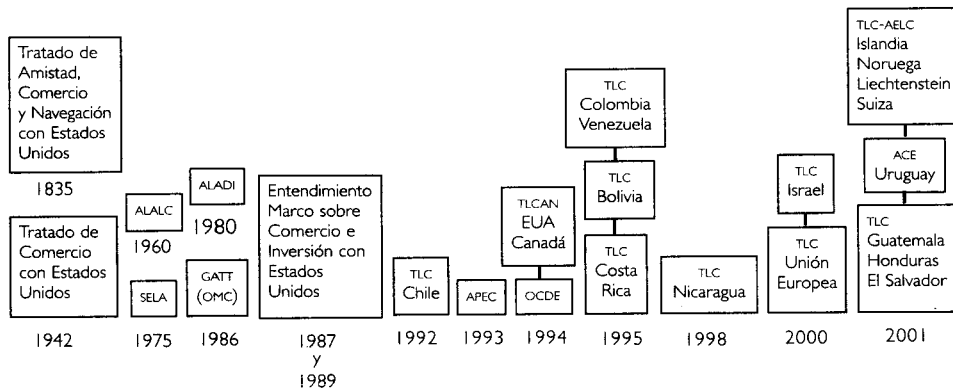 Tratado de
Amistad,
Comercio
y Navegación
con Estados
Unidos
1835
Tratado de
Comercio
con Estados
Unidos
1942
ALALC
1960
SELA
1975
ALADI
1980
GATT
(OMC)
1986
Entendimiento
Marco sobre
Comercio e
Inversión con
Estados
Unidos
1987
y
1989
TLC
Chile
1992
APEC
1993
TLCAN
EUA
Canadá
OCDE
1994
TLC
Colombia
Venezuela
TLC
Bolivia
TLC
Costa
Rica
1995
TLC
Nicaragua
1998
TLC
Israel
TLC
Unión
Europea
2000
TLC-AELC
Islandia
Noruega
Liechtenstein
Suiza
ACE
Uruguay
TLC
Guatemala
Honduras
El Salvador
2001